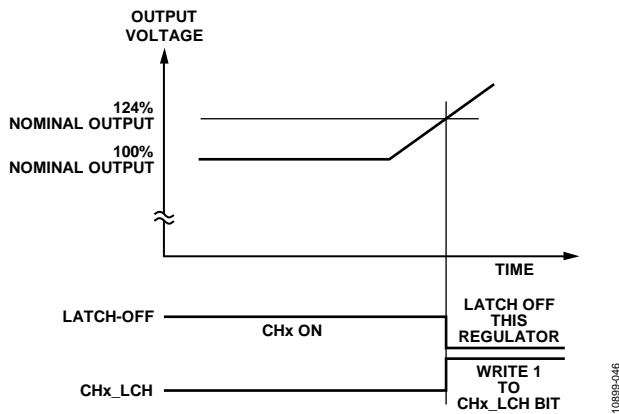 OUTPUT
VOLTAGE
124%
NOMINAL OUTPUT
100%
NOMINAL OUTPUT
TIME
LATCH-OFF
CHx ON
LATCH OFF
THIS
REGULATOR
CHx_LCH
WRITE 1
TO
CHx_LCH BIT
10899-046